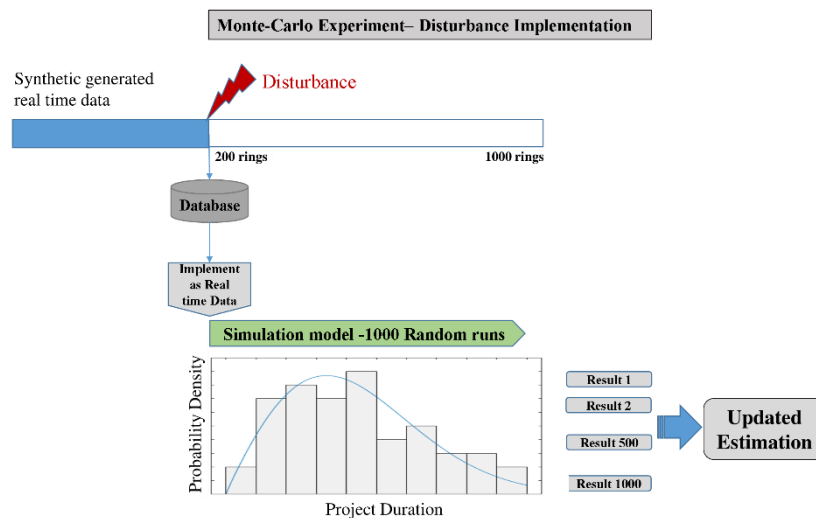 Monte-Carlo Experiment– Disturbance Implementation
Synthetic generated
real time data
Disturbance
200 rings
1000 rings
Database
Implement
as Real
time Data
Simulation model -1000 Random runs
Probability Density
Project Duration
Result 1
Result 2
Result 500
Result 1000
Updated
Estimation